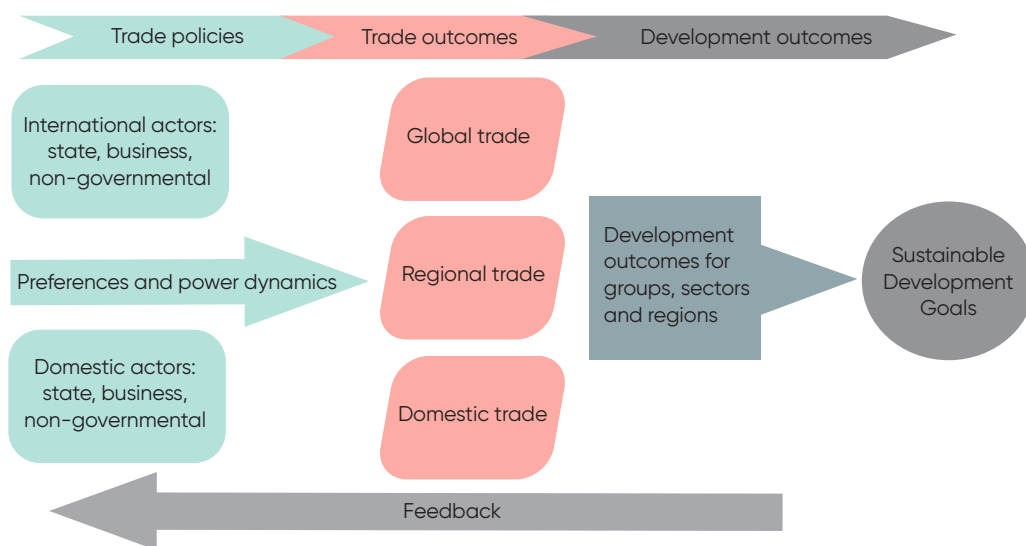 Trade policies
Trade outcomes
Development outcomes
International actors:
state, business,
non-governmental
Preferences and power dynamics
Domestic actors:
state, business,
non-governmental
Global trade
Regional trade
Domestic trade
Development
outcomes for
groups, sectors
and regions
Sustainable
Development
Goals
Feedback